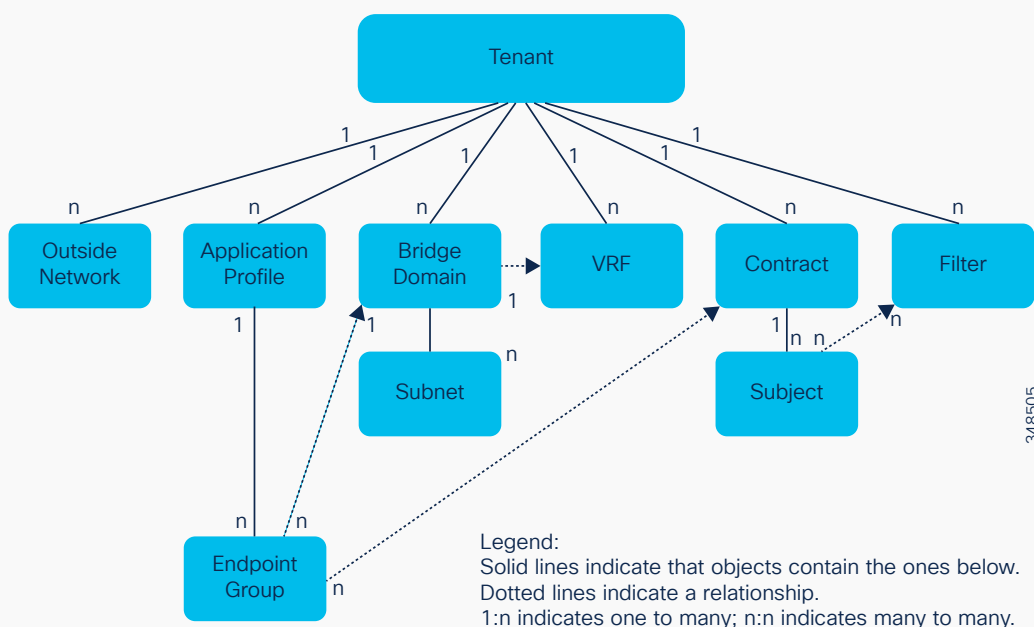 Tenant
1
1
1
1
1
1
n
n
n
n
n
n
Outside
Network
Application
Profile
Bridge
Domain
VRF
Contract
Filter
1
1
1
1
n
n
n
n
Subnet
Subject
348505
n
n
n
Endpoint
Group
Legend:
Solid lines indicate that objects contain the ones below.
Dotted lines indicate a relationship.
1:n indicates one to many; n:n indicates many to many.